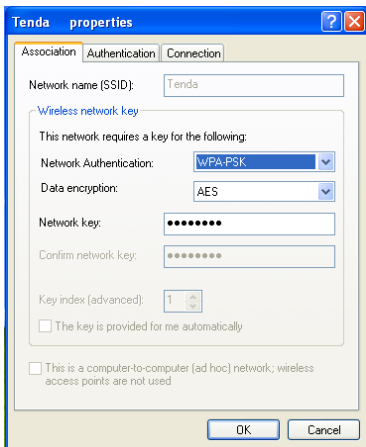 Tenda properties
Association Authentication Connection
Network name (SSID): Tenda
Wireless network key
This network requires a key for the following:
Network Authentication: WPA-PSK
Data encryption: AES
Network key: ••••••••
Confirm network key: ••••••••
Key index (advanced): 1
The key is provided for me automatically
This is a computer-to-computer (ad hoc) network; wireless
access points are not used
OK Cancel